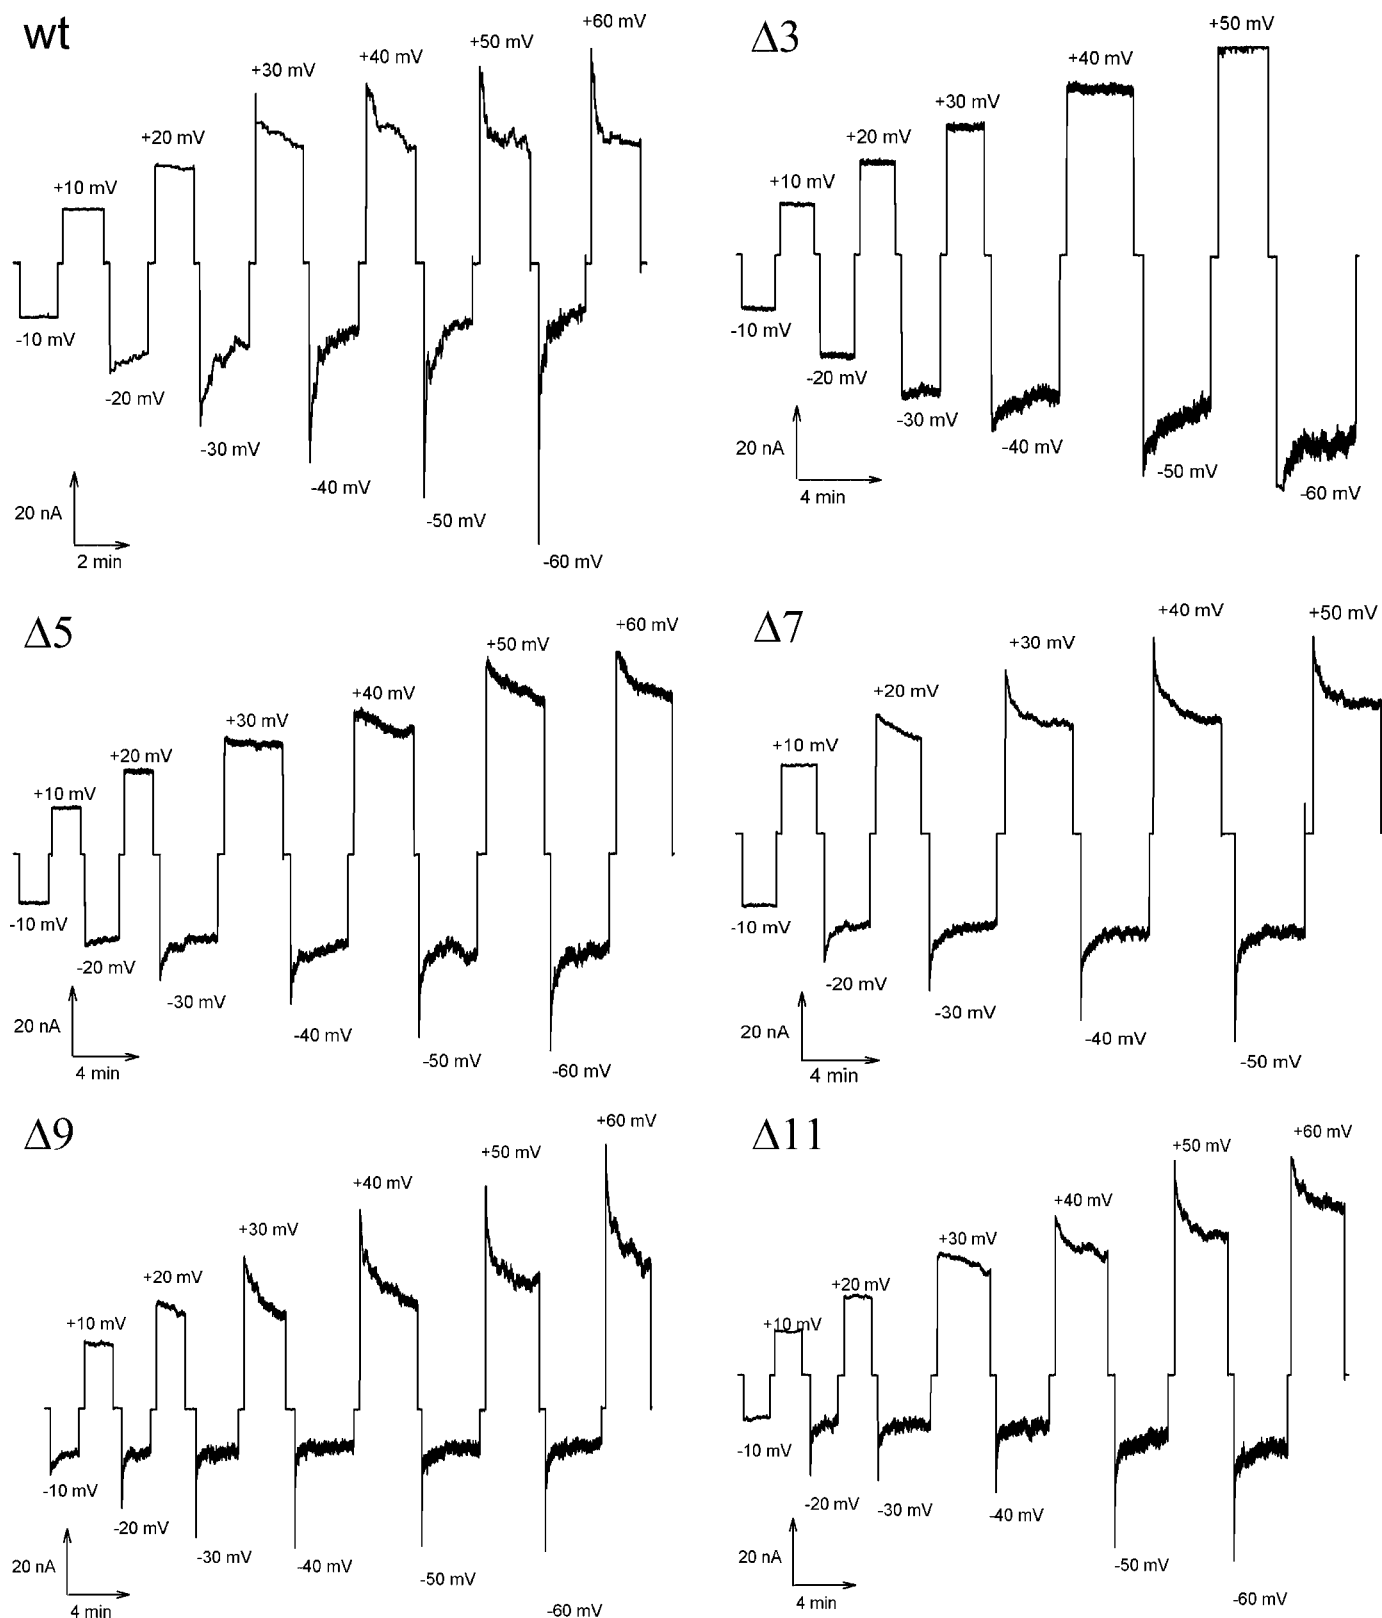 wt
+10 mV
+20 mV
+30 mV
+40 mV
+50 mV
+60 mV
-10 mV
-20 mV
-30 mV
-40 mV
-50 mV
-60 mV
20 nA
2 min
Δ3
+10 mV
+20 mV
+30 mV
+40 mV
+50 mV
-10 mV
-20 mV
-30 mV
-40 mV
-50 mV
-60 mV
20 nA
4 min
Δ5
+10 mV
+20 mV
+30 mV
+40 mV
+50 mV
+60 mV
-10 mV
-20 mV
-30 mV
-40 mV
-50 mV
-60 mV
20 nA
4 min
Δ7
+10 mV
+20 mV
+30 mV
+40 mV
+50 mV
-10 mV
-20 mV
-30 mV
-40 mV
-50 mV
20 nA
4 min
Δ9
+10 mV
+20 mV
+30 mV
+40 mV
+50 mV
+60 mV
-10 mV
-20 mV
-30 mV
-40 mV
-50 mV
-60 mV
20 nA
4 min
Δ11
+10 mV
+20 mV
+30 mV
+40 mV
+50 mV
+60 mV
-10 mV
-20 mV
-30 mV
-40 mV
-50 mV
-60 mV
20 nA
4 min